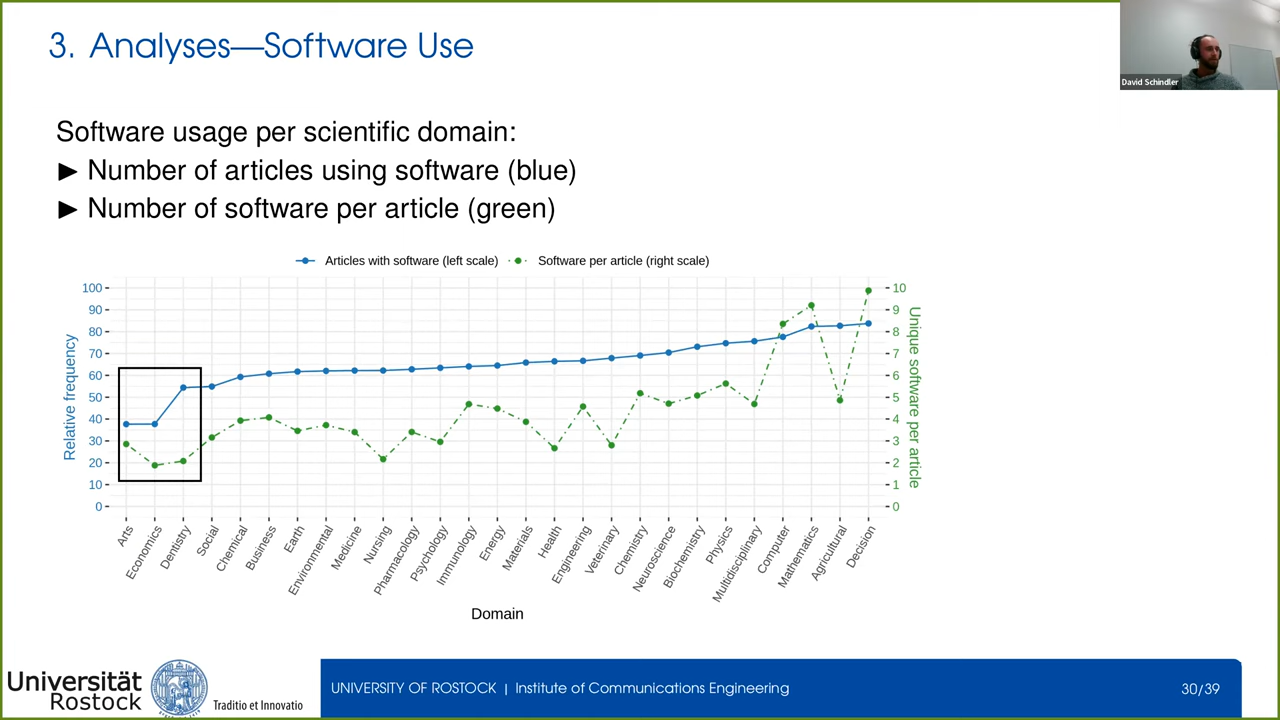 3. Analyses—Software Use
David Schindler
Software usage per scientific domain:
► Number of articles using software (blue)
► Number of software per article (green)
Articles with software (left scale) Software per article (right scale)
Relative frequency
100
90
80
70
60
50
40
30
20
10
0
10
9
8
7
6
5
4
3
2
1
0
Unique software per article
Arts
Economics
Dentistry
Social
Chemical
Business
Earth
Environmental
Medicine
Nursing
Pharmacology
Psychology
Immunology
Energy
Materials
Health
Engineering
Veterinary
Chemistry
Neuroscience
Biochemistry
Physics
Multidisciplinary
Computer
Mathematics
Agricultural
Decision
Domain
Universität
Rostock
Traditio et Innovatio
UNIVERSITY OF ROSTOCK | Institute of Communications Engineering
30/39